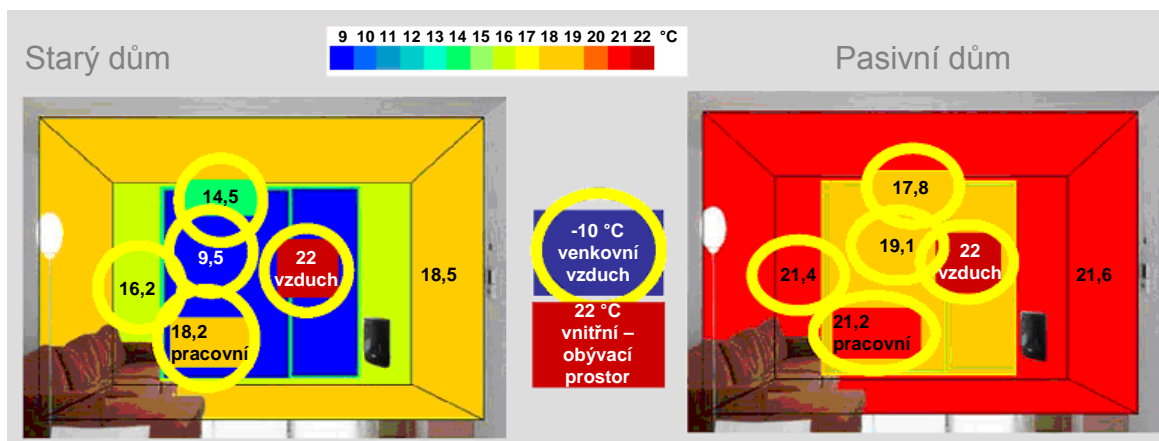 9 10 11 12 13 14 15 16 17 18 19 20 21 22 °C
Starý dům
Pasivní dům
14,5
9,5
22
vzduch
16,2
18,5
18,2
pracovní
-10 °C
venkovní
vzduch
22 °C
vnitřní –
obývací
prostor
17,8
19,1
22
vzduch
21,4
21,6
21,2
pracovní